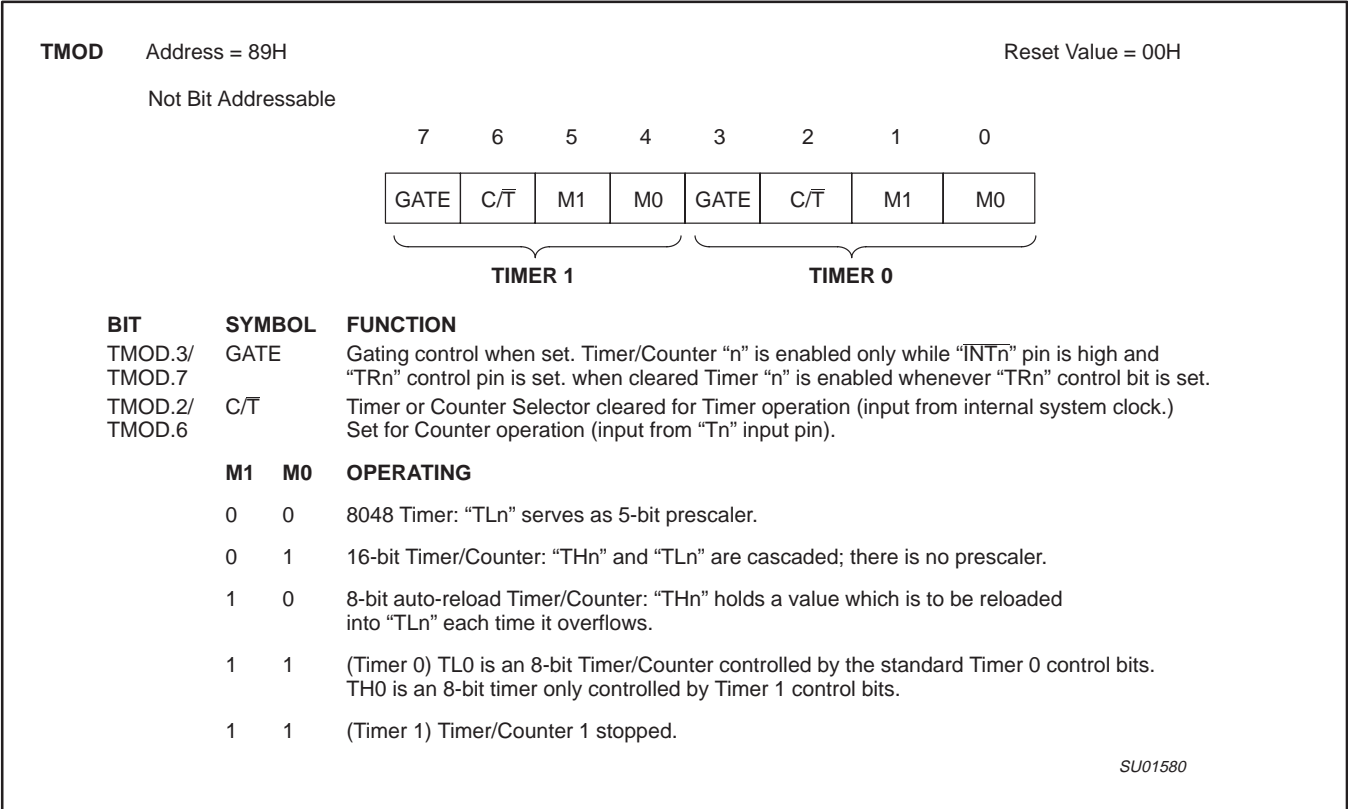 TMOD Address = 89H Reset Value = 00H
Not Bit Addressable
7 6 5 4 3 2 1 0
GATE C/T̅ M1 M0 GATE C/T̅ M1 M0
TIMER 1 TIMER 0
BIT SYMBOL FUNCTION
TMOD.3/ GATE Gating control when set. Timer/Counter “n” is enabled only while “I̅N̅T̅n̅” pin is high and
TMOD.7 “TRn” control pin is set. when cleared Timer “n” is enabled whenever “TRn” control bit is set.
TMOD.2/ C/T̅ Timer or Counter Selector cleared for Timer operation (input from internal system clock.)
TMOD.6 Set for Counter operation (input from “Tn” input pin).
M1 M0 OPERATING
0 0 8048 Timer: “TLn” serves as 5-bit prescaler.
0 1 16-bit Timer/Counter: “THn” and “TLn” are cascaded; there is no prescaler.
1 0 8-bit auto-reload Timer/Counter: “THn” holds a value which is to be reloaded
into “TLn” each time it overflows.
1 1 (Timer 0) TL0 is an 8-bit Timer/Counter controlled by the standard Timer 0 control bits.
TH0 is an 8-bit timer only controlled by Timer 1 control bits.
1 1 (Timer 1) Timer/Counter 1 stopped.
SU01580